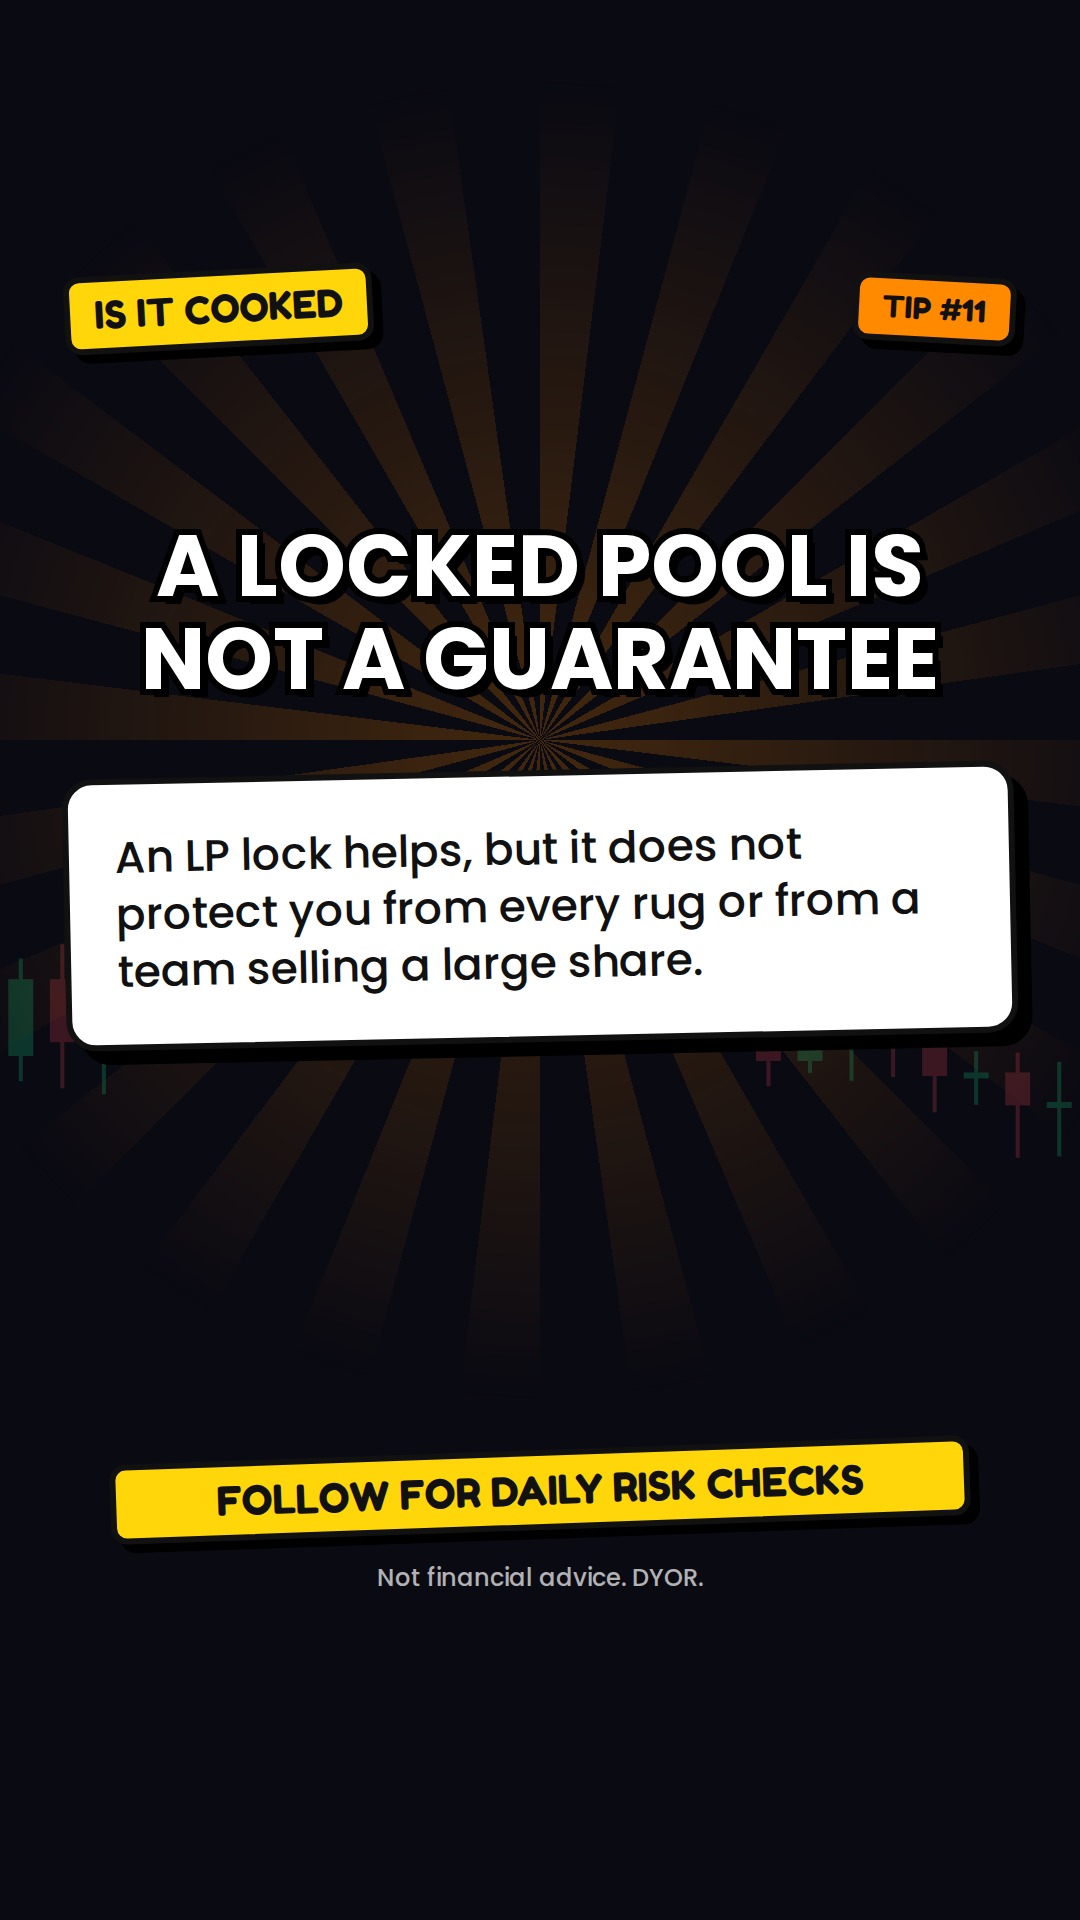 IS IT COOKED
TIP #11
A LOCKED POOL IS
NOT A GUARANTEE
An LP lock helps, but it does not
protect you from every rug or from a
team selling a large share.
FOLLOW FOR DAILY RISK CHECKS
Not financial advice. DYOR.